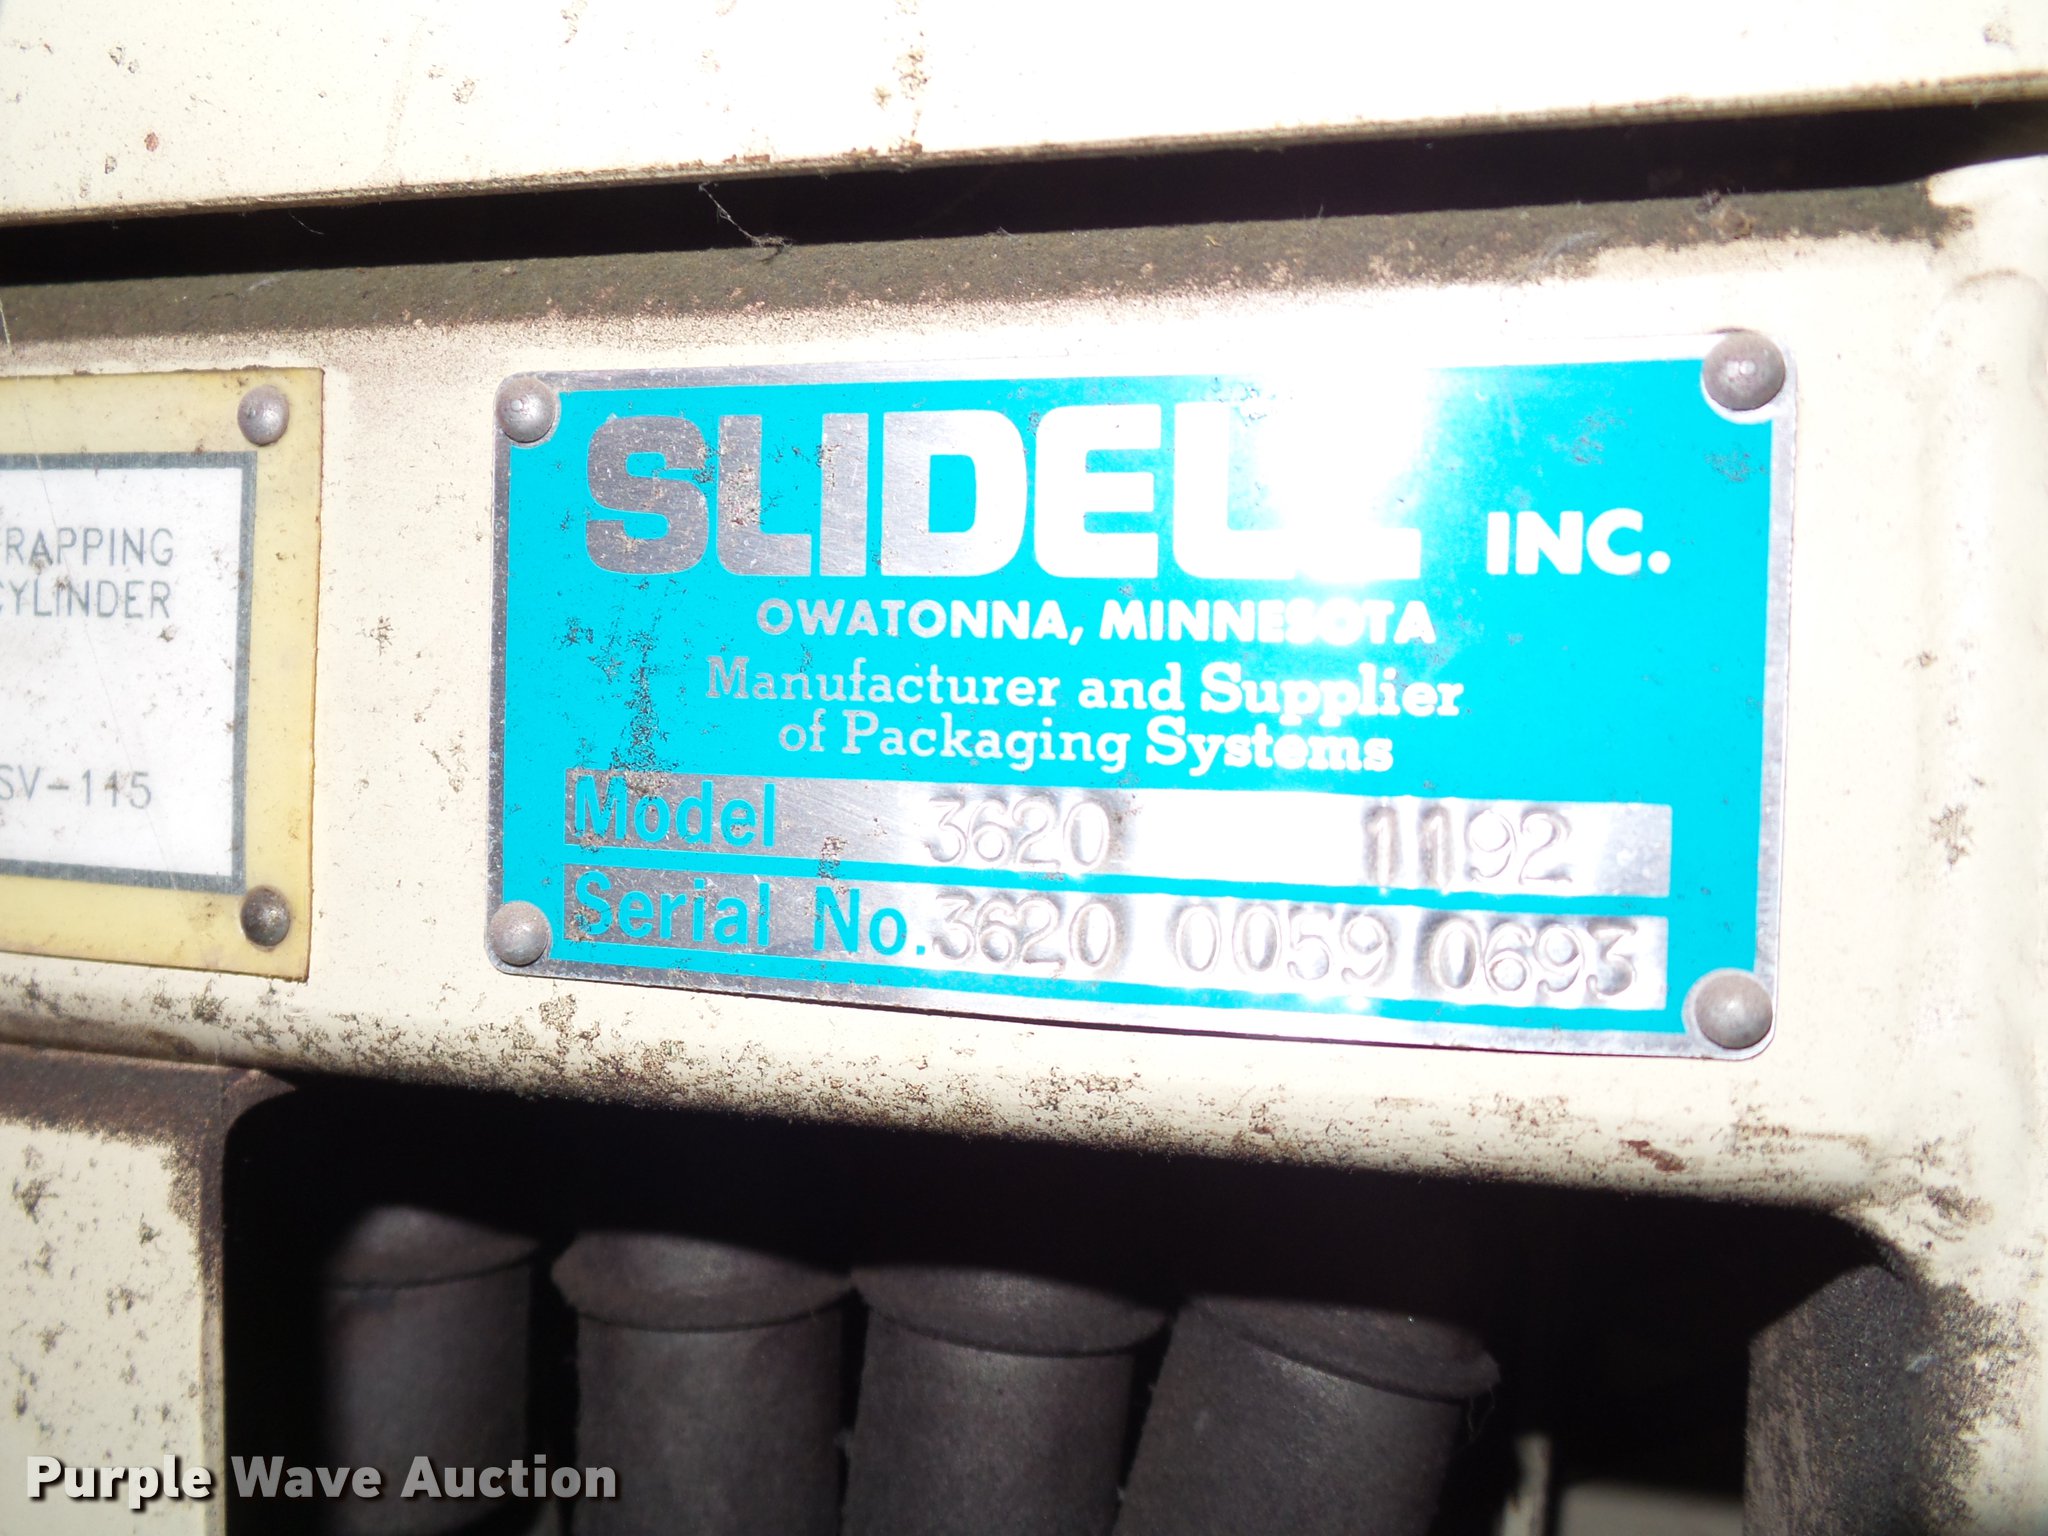 SLIDELL INC.
OWATONNA, MINNESOTA
Manufacturer and Supplier
of Packaging Systems
Model 3620 1192
Serial No. 3620 0059 0693
RAPPING
CYLINDER
SV-115
Purple Wave Auction